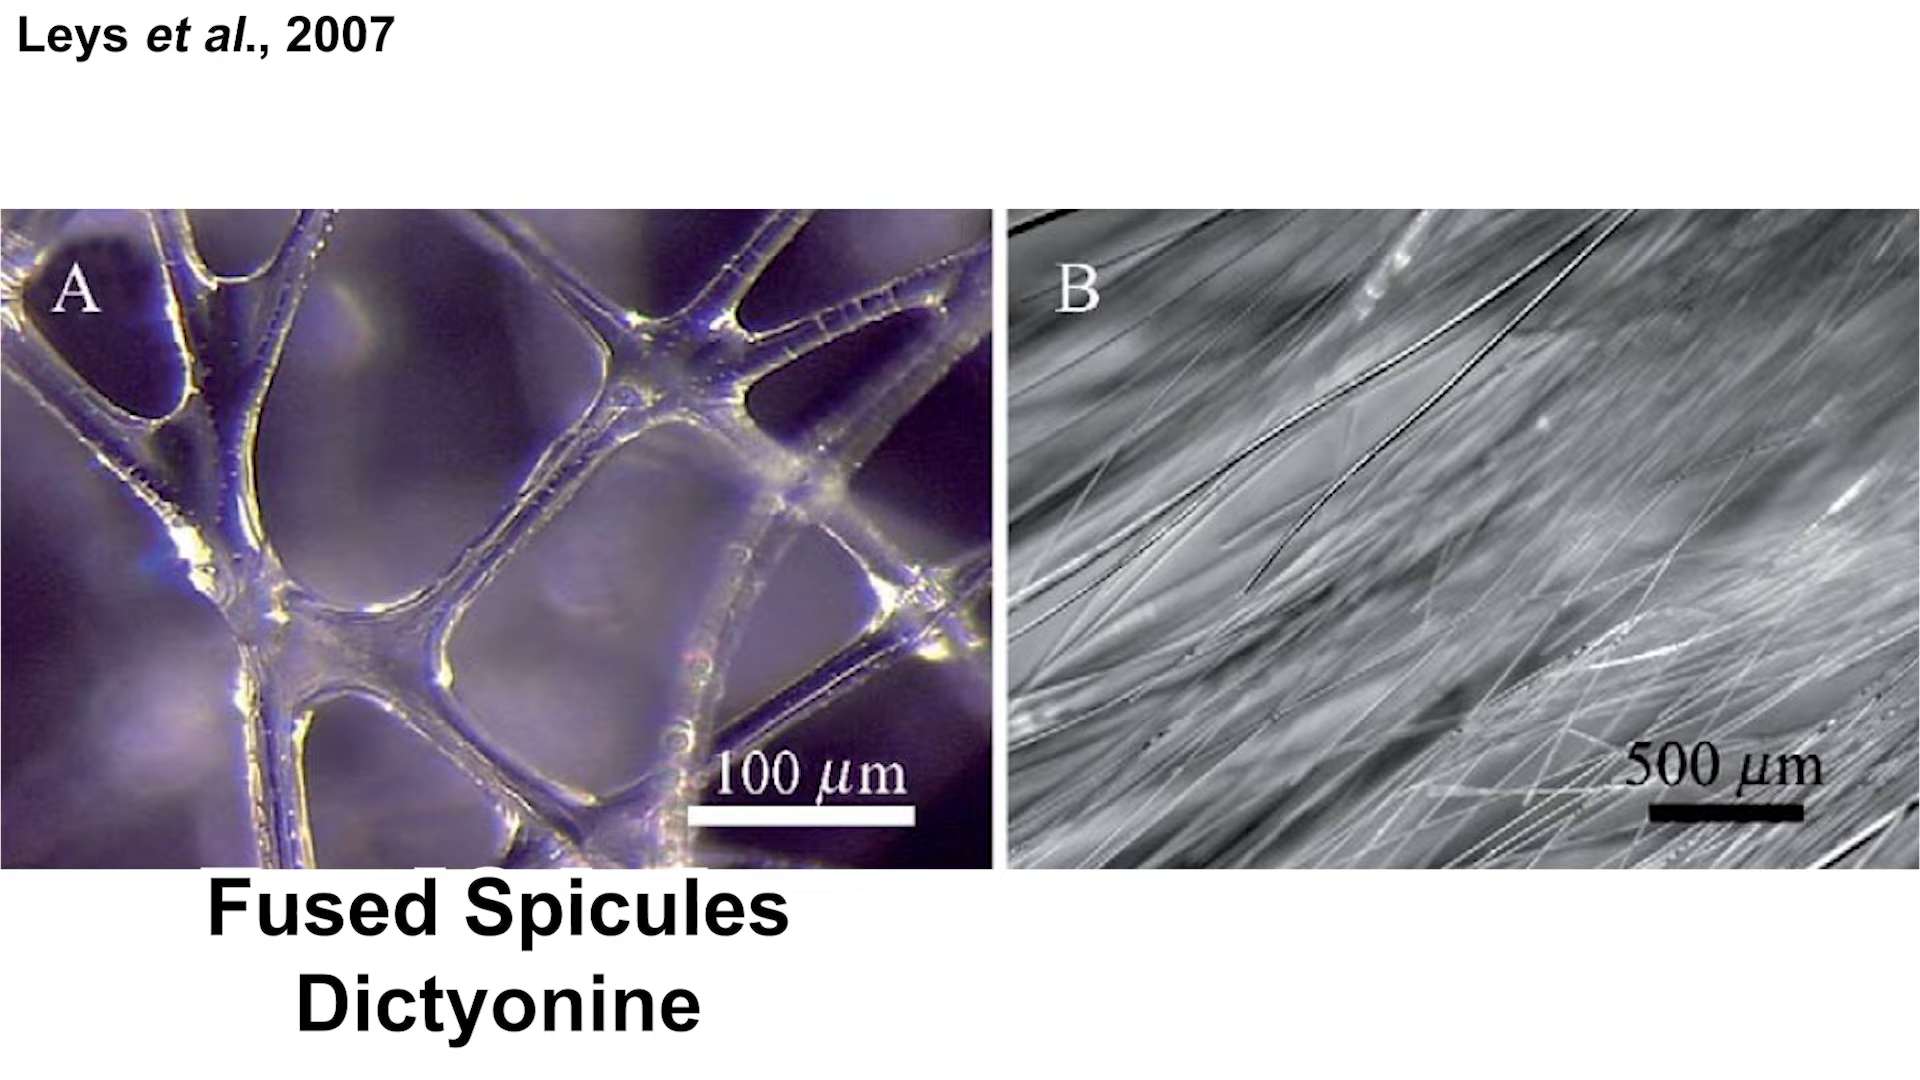 Leys et al., 2007
A
B
100 µm
500 µm
Fused Spicules
Dictyonine